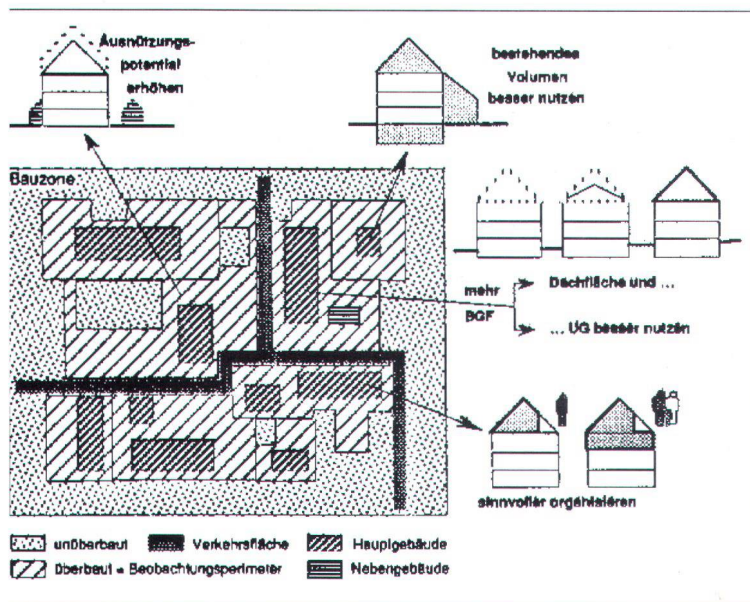 Ausnützungs-
potential
erhöhen
bestehendes
Volumen
besser nutzen
Bauzone
mehr
BGF
Dachfläche und ...
... UG besser nutzen
sinnvoller organisieren
unüberbaut
Verkehrsfläche
Hauptgebäude
überbaut = Beobachtungsperimeter
Nebengebäude